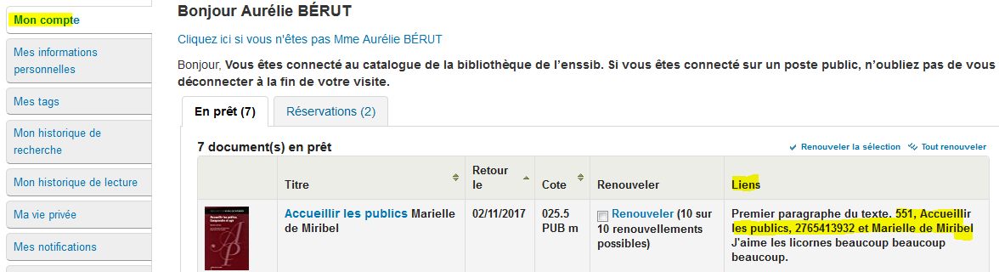 Mon compte
Mes informations
personnelles
Mes tags
Mon historique de
recherche
Mon historique de lecture
Ma vie privée
Mes notifications
Bonjour Aurélie BÉRUT
Cliquez ici si vous n'êtes pas Mme Aurélie BÉRUT
Bonjour, Vous êtes connecté au catalogue de la bibliothèque de l'enssib. Si vous êtes connecté sur un poste public, n'oubliez pas de vous
déconnecter à la fin de votre visite.
En prêt (7) Réservations (2)
7 document(s) en prêt Renouveler la sélection Tout renouveler
Titre Retour le Cote Renouveler Liens
Accueillir les publics Marielle de Miribel
02/11/2017
025.5 PUB m
Renouveler (10 sur
10 renouvellements
possibles)
Premier paragraphe du texte. 551, Accueillir
les publics, 2765413932 et Marielle de Miribel
J'aime les licornes beaucoup beaucoup
beaucoup.
Accueillir les publics